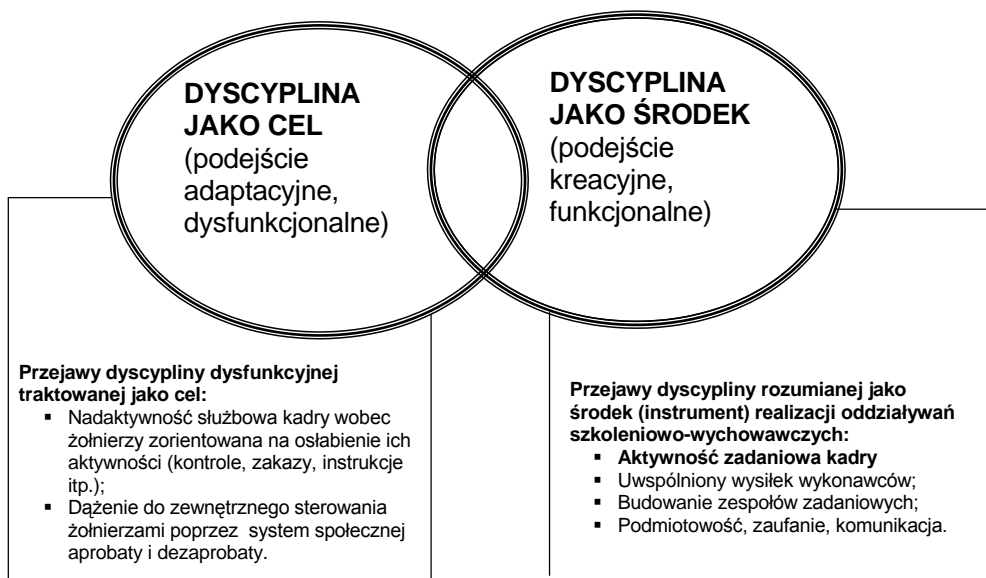 DYSCYPLINA
JAKO CEL
(podejście
adaptacyjne,
dysfunkcjonalne)
DYSCYPLINA
JAKO ŚRODEK
(podejście
kreacyjne,
funkcjonalne)
Przejawy dyscypliny dysfunkcyjnej
traktowanej jako cel:
▪ Nadaktywność służbowa kadry wobec
żołnierzy zorientowana na osłabienie ich
aktywności (kontrole, zakazy, instrukcje
itp.);
▪ Dążenie do zewnętrznego sterowania
żołnierzami poprzez system społecznej
aprobaty i dezaprobaty.
Przejawy dyscypliny rozumianej jako
środek (instrument) realizacji oddziaływań
szkoleniowo-wychowawczych:
▪ Aktywność zadaniowa kadry
▪ Uwspólniony wysiłek wykonawców;
▪ Budowanie zespołów zadaniowych;
▪ Podmiotowość, zaufanie, komunikacja.